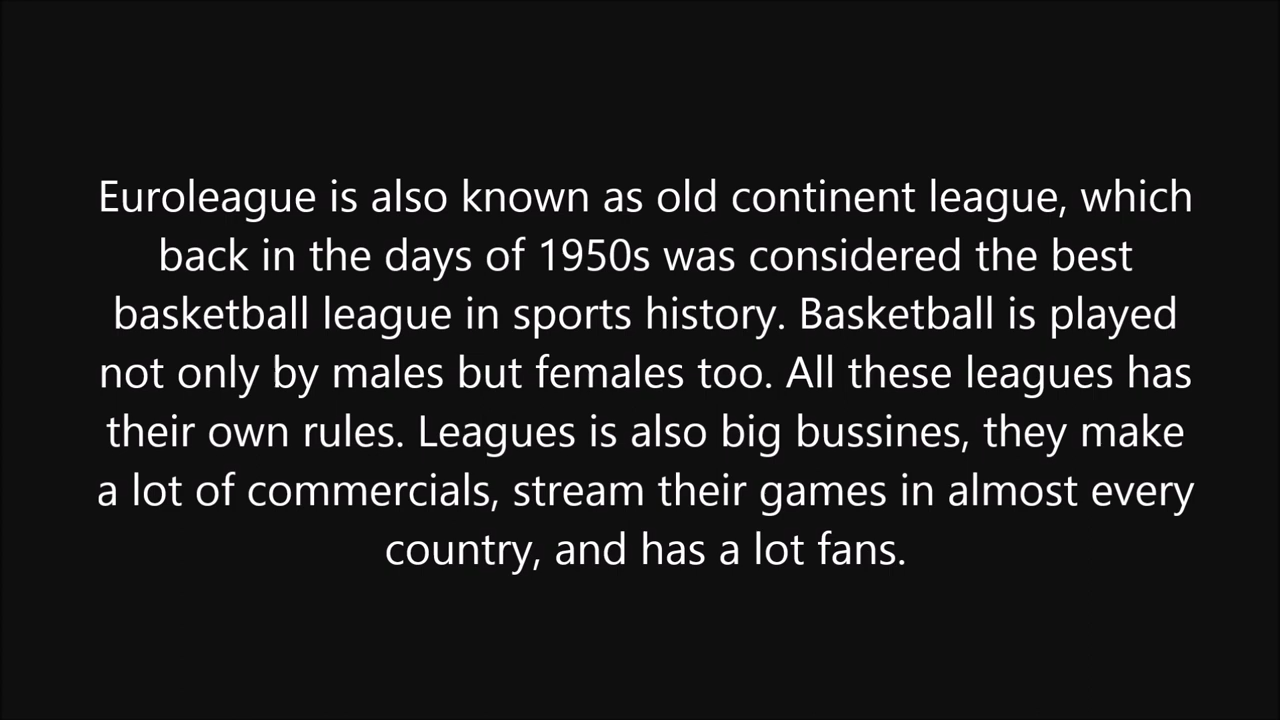 Euroleague is also known as old continent league, which
back in the days of 1950s was considered the best
basketball league in sports history. Basketball is played
not only by males but females too. All these leagues has
their own rules. Leagues is also big bussines, they make
a lot of commercials, stream their games in almost every
country, and has a lot fans.